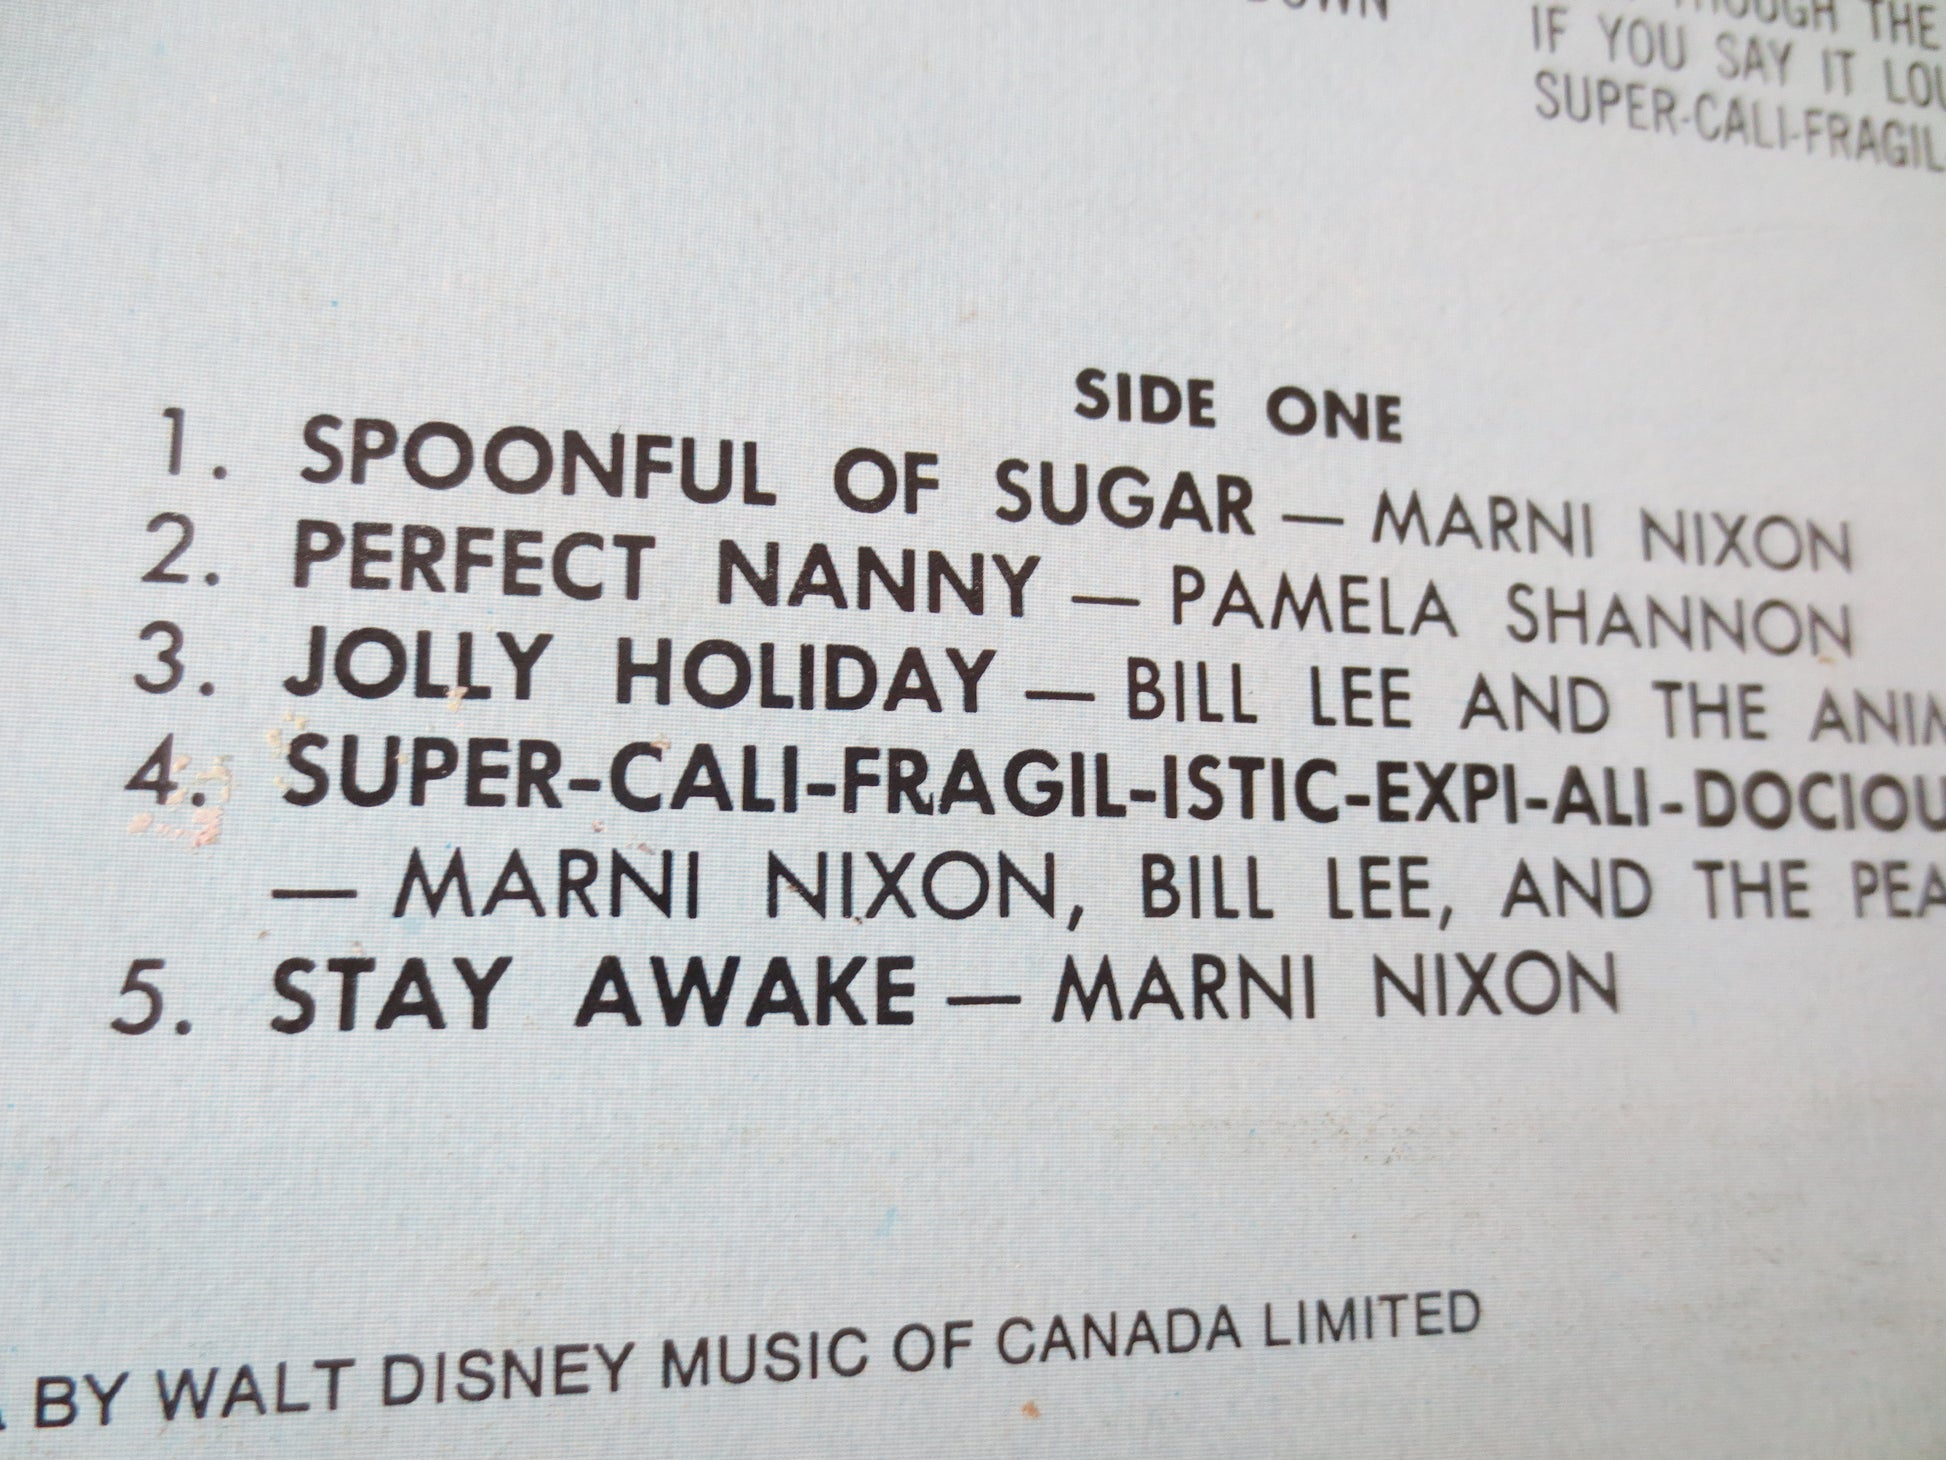 THE
IF YOU SAY IT
SUPER-CALI-FRAGIL
SIDE ONE
1. SPOONFUL OF SUGAR — MARNI NIXON
2. PERFECT NANNY — PAMELA SHANNON
3. JOLLY HOLIDAY — BILL LEE AND THE
4. SUPER-CALI-FRAGIL-ISTIC-EXPI-ALI-DOCIOU
— MARNI NIXON, BILL LEE, AND THE
5. STAY AWAKE — MARNI NIXON
BY WALT DISNEY MUSIC OF CANADA LIMITED